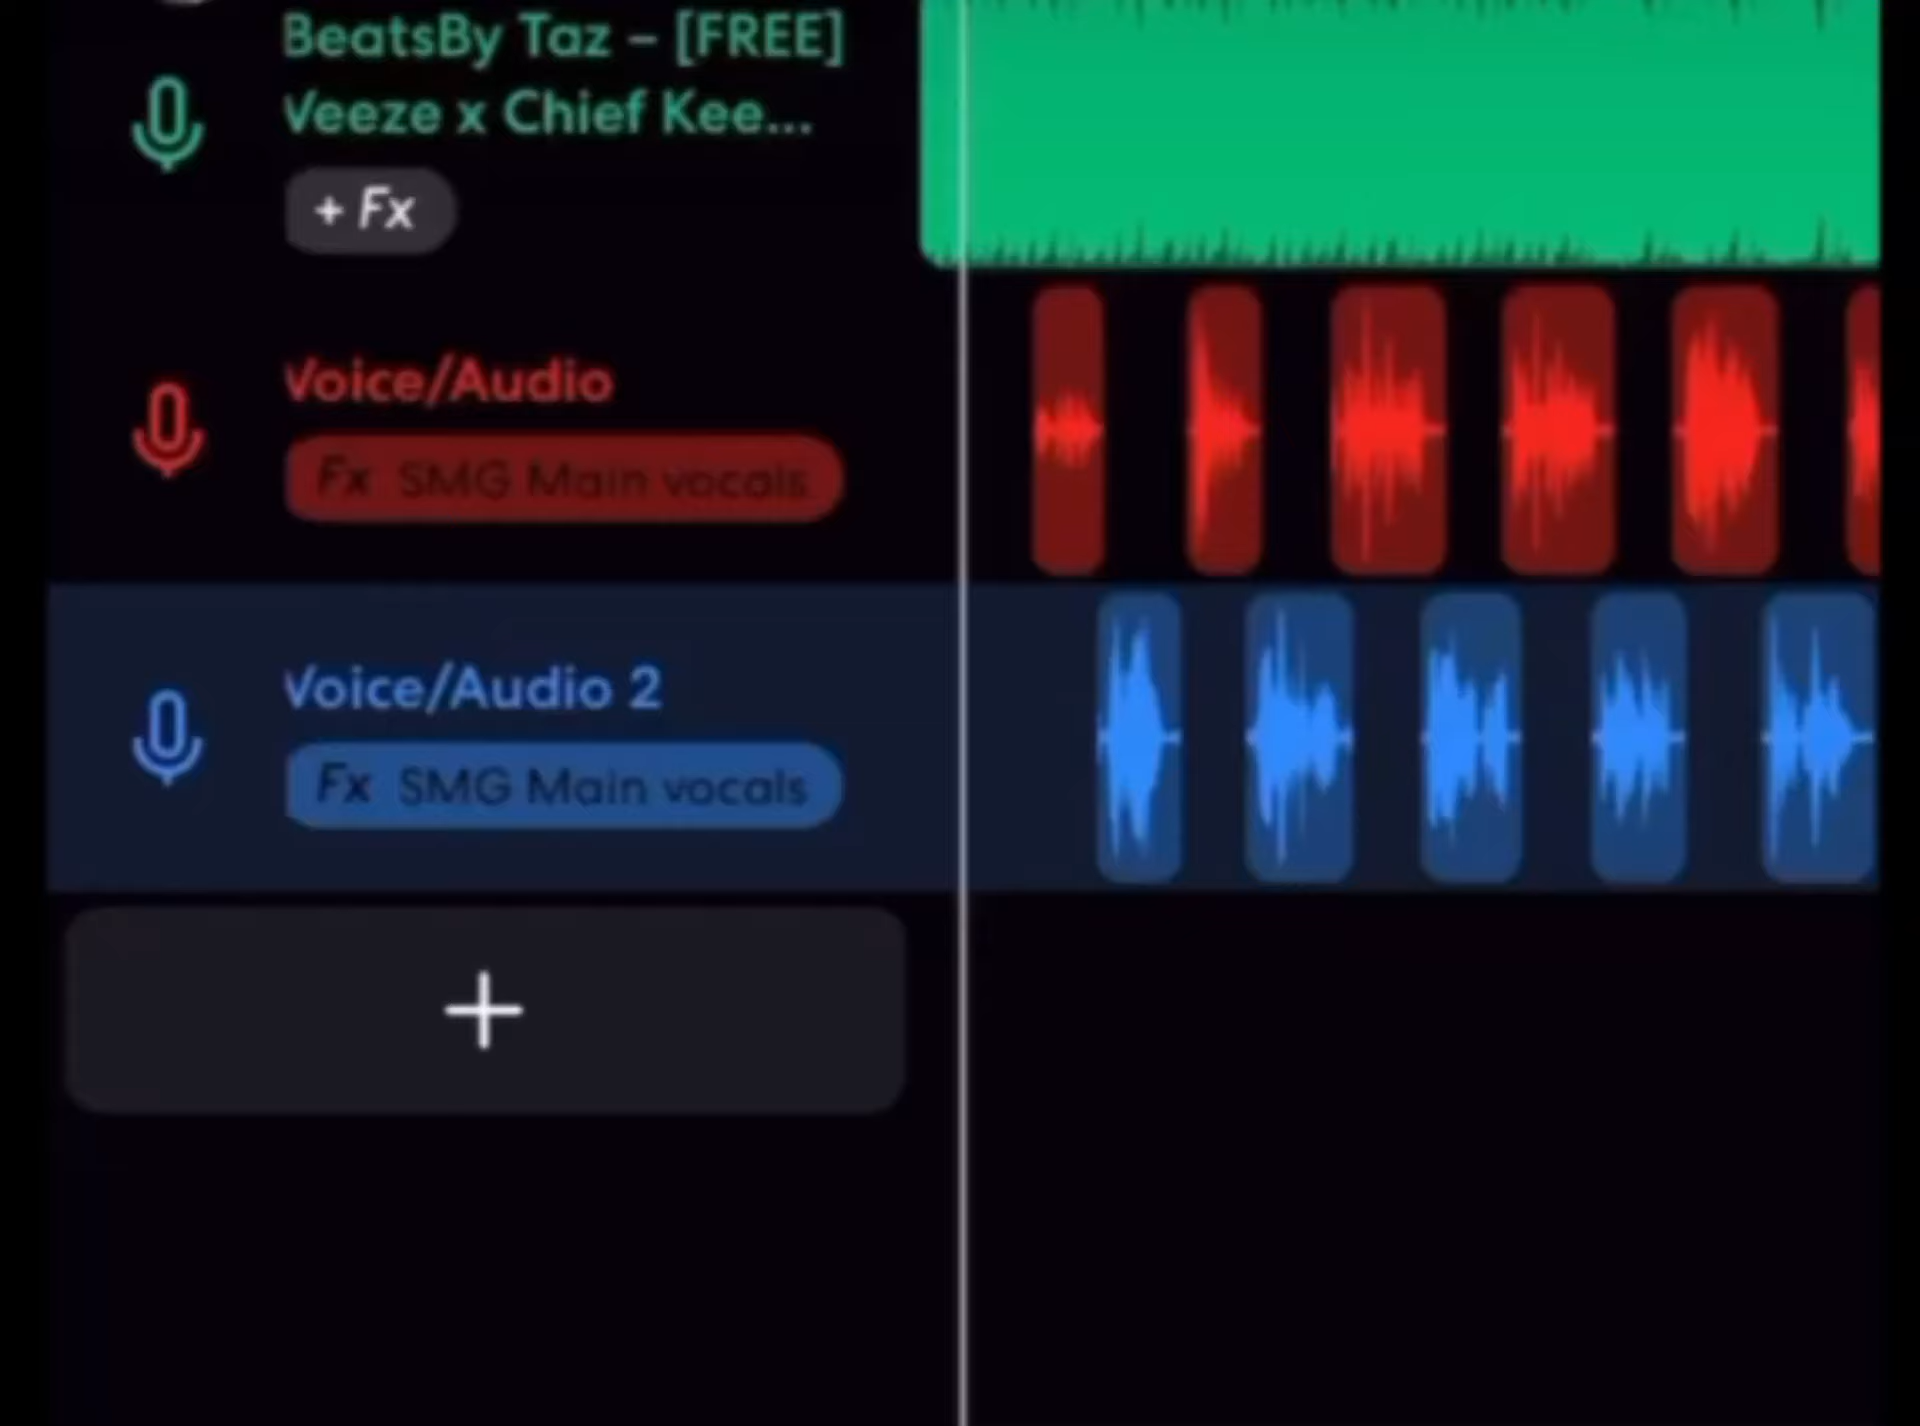 BeatsBy Taz – [FREE]
Veeze x Chief Kee...
+ Fx
Voice/Audio
Fx SMG Main vocals
Voice/Audio 2
Fx SMG Main vocals
+